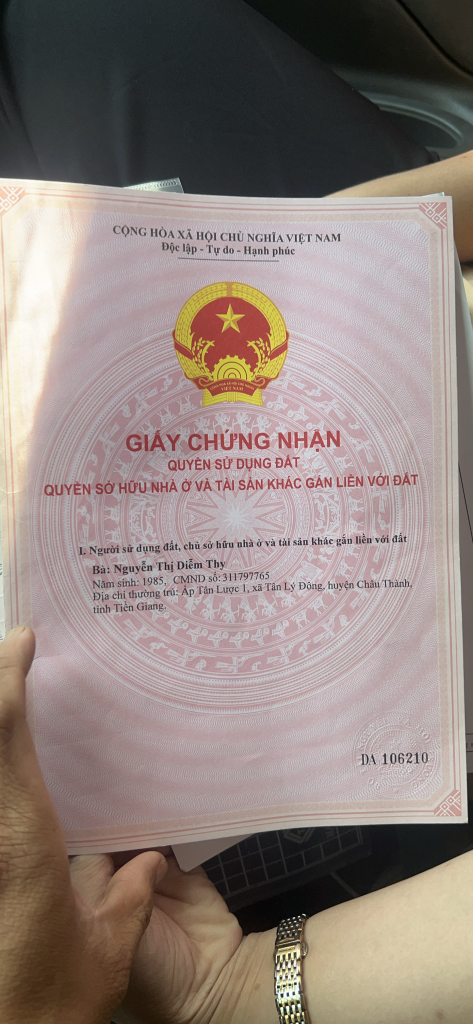 CỘNG HÒA XÃ HỘI CHỦ NGHĨA VIỆT NAM
Độc lập - Tự do - Hạnh phúc
VIỆT NAM
GIẤY CHỨNG NHẬN
QUYỀN SỬ DỤNG ĐẤT
QUYỀN SỞ HỮU NHÀ Ở VÀ TÀI SẢN KHÁC GẮN LIỀN VỚI ĐẤT
I. Người sử dụng đất, chủ sở hữu nhà ở và tài sản khác gắn liền với đất
Bà: Nguyễn Thị Diễm Thy
Năm sinh: 1985, CMND số: 311797765
Địa chỉ thường trú: Ấp Tân Lược 1, xã Tân Lý Đông, huyện Châu Thành,
tỉnh Tiền Giang.
DA 106210